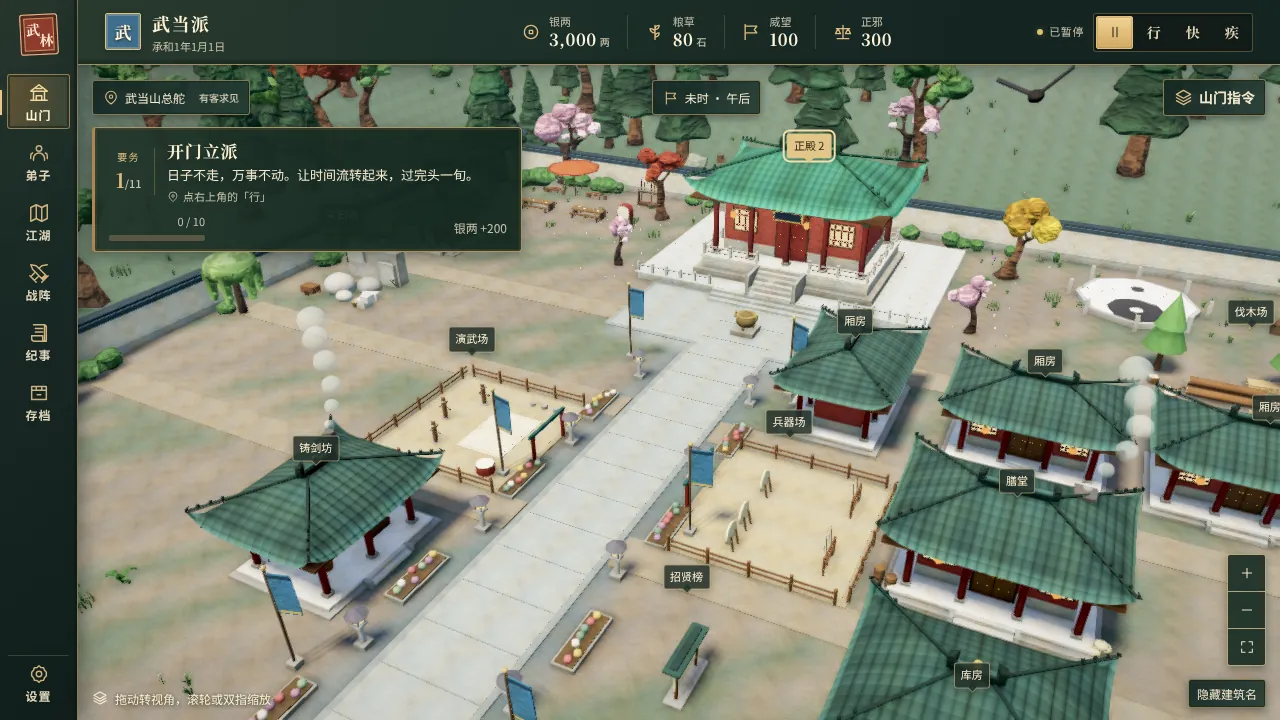 武林
武
武当派
承和1年1月1日
银两
3,000 两
粮草
80 石
威望
100
正邪
300
已暂停
行
快
疾
山门
弟子
江湖
战阵
纪事
存档
设置
武当山总舵 有客求见
未时 · 午后
山门指令
要务
1/11
开门立派
日子不走，万事不动。让时间流转起来，过完头一旬。
点右上角的「行」
0 / 10
银两 +200
正殿 2
厢房
伐木场
演武场
厢房
厢房
兵器场
铸剑坊
膳堂
招贤榜
库房
拖动转视角，滚轮或双指缩放
隐藏建筑名